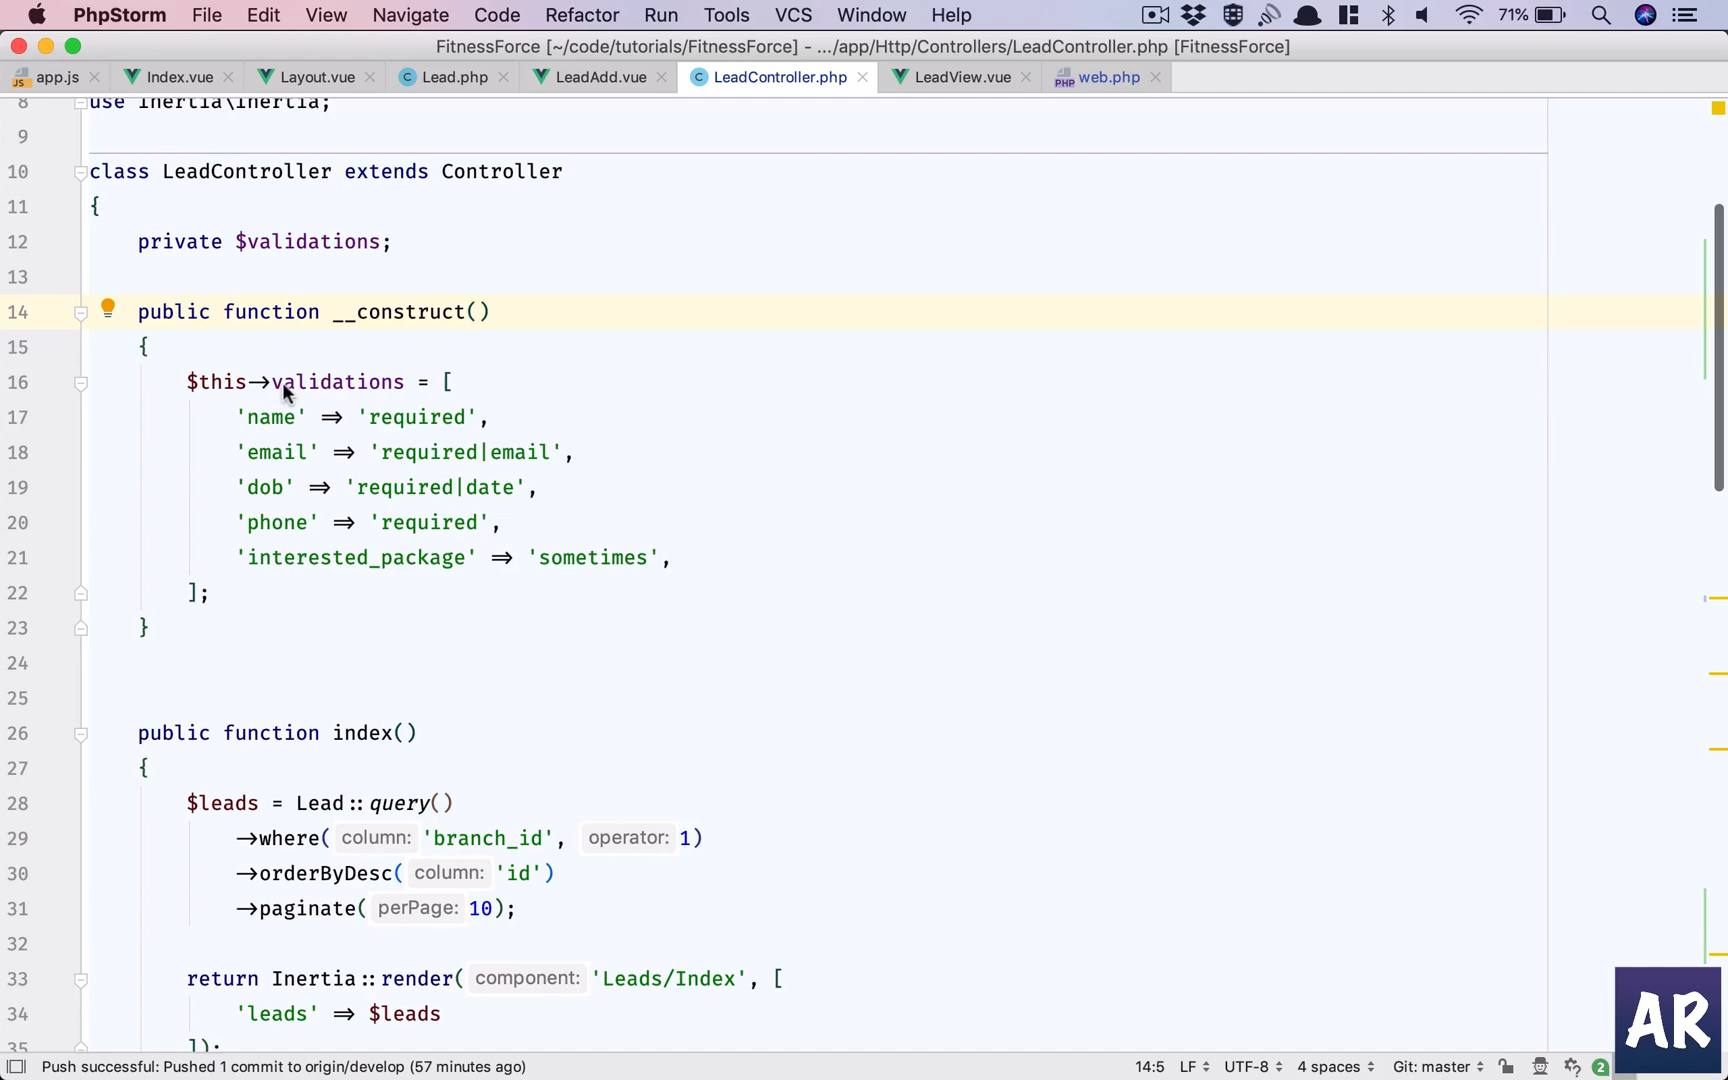 PhpStorm File Edit View Navigate Code Refactor Run Tools VCS Window Help 71%
FitnessForce [~/code/tutorials/FitnessForce] - .../app/Http/Controllers/LeadController.php [FitnessForce]
JS app.js Index.vue Layout.vue C Lead.php LeadAdd.vue C LeadController.php LeadView.vue PHP web.php
8 use Inertia\Inertia;
9
10 class LeadController extends Controller
11 {
12 private $validations;
13
14 public function __construct()
15 {
16 $this->validations = [
17 'name' => 'required',
18 'email' => 'required|email',
19 'dob' => 'required|date',
20 'phone' => 'required',
21 'interested_package' => 'sometimes',
22 ];
23 }
24
25
26 public function index()
27 {
28 $leads = Lead::query()
29 ->where( column: 'branch_id', operator: 1)
30 ->orderByDesc( column: 'id')
31 ->paginate( perPage: 10);
32
33 return Inertia::render( component: 'Leads/Index', [
34 'leads' => $leads
35 ]);
Push successful: Pushed 1 commit to origin/develop (57 minutes ago) 14:5 LF UTF-8 4 spaces Git: master 2
AR